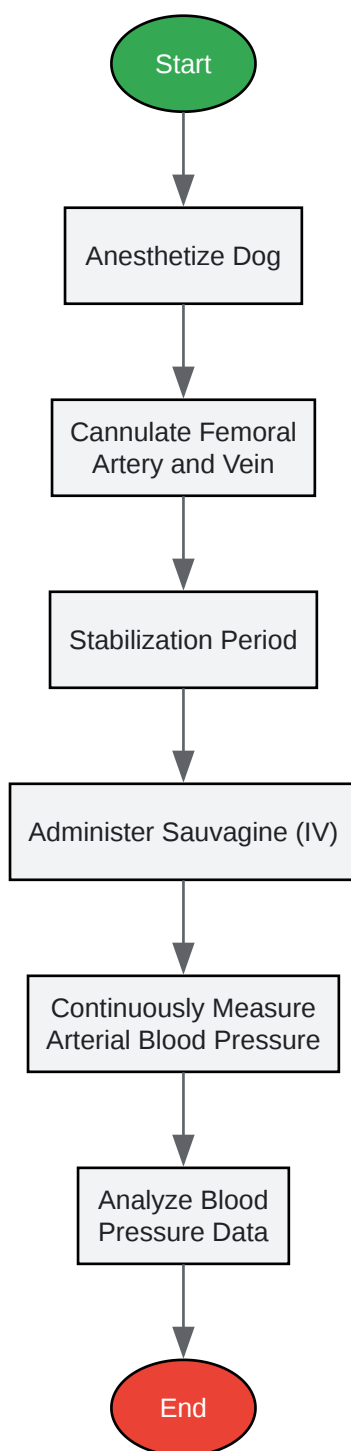 Start
Anesthetize Dog
Cannulate Femoral
Artery and Vein
Stabilization Period
Administer Sauvagine (IV)
Continuously Measure
Arterial Blood Pressure
Analyze Blood
Pressure Data
End